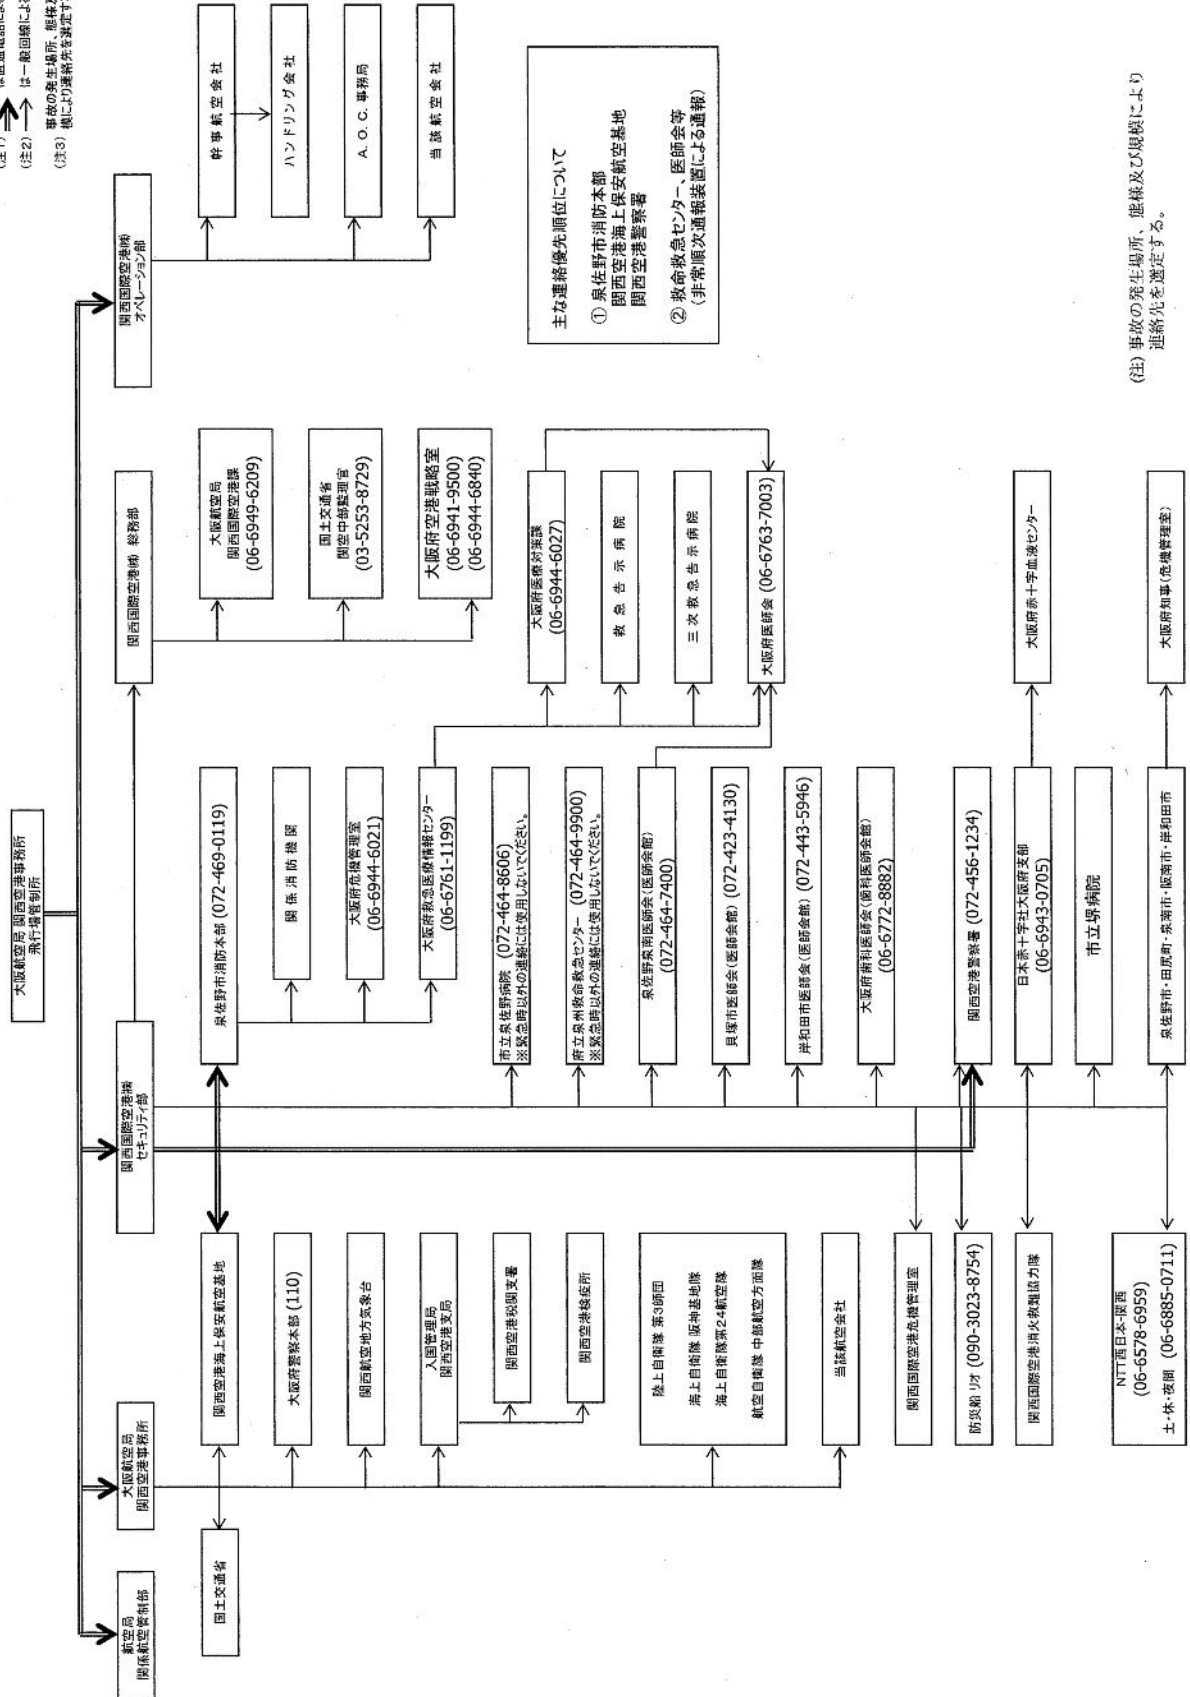 は直通電話によ
(注2) は一般回線による
(注3) 事故の発生場所、態様及
模により連絡先を選定す
大阪航空局 関西空港事務所
飛行場管制所
航空局
関係航空管制部
大阪航空局
関西空港事務所
関西国際空港㈱
セキュリティ部
関西国際空港㈱ 総務部
関西国際空港㈱
オペレーション部
国土交通省
関西空港海上保安航空基地
大阪府警察本部 (110)
関西航空地方気象台
入国管理局
関西空港支局
関西空港税関支署
関西空港検疫所
陸上自衛隊 第3師団
海上自衛隊 阪神基地隊
海上自衛隊第24航空隊
航空自衛隊 中部航空方面隊
当該航空会社
関西国際空港危機管理室
防災船 リオ (090-3023-8754)
関西国際空港消火救難協力隊
NTT西日本-関西
(06-6578-6959)
土・休・夜間 (06-6885-0711)
泉佐野市消防本部 (072-469-0119)
関係消防機関
大阪府危機管理室
(06-6944-6021)
大阪府救急医療情報センター
(06-6761-1199)
市立泉佐野病院 (072-464-8606)
※緊急時以外の連絡には使用しないでください。
府立泉州救命救急センター (072-464-9900)
※緊急時以外の連絡には使用しないでください。
泉佐野泉南医師会(医師会館)
(072-464-7400)
貝塚市医師会(医師会館) (072-423-4130)
岸和田市医師会(医師会館) (072-443-5946)
大阪府歯科医師会(歯科医師会館)
(06-6772-8882)
関西空港警察署 (072-456-1234)
日本赤十字社大阪府支部
(06-6943-0705)
市立堺病院
泉佐野市・田尻町・泉南市・阪南市・岸和田市
大阪航空局
関西国際空港課
(06-6949-6209)
国土交通省
関空中部監理官
(03-5253-8729)
大阪府空港戦略室
(06-6941-9500)
(06-6944-6840)
大阪府医療対策課
(06-6944-6027)
救急告示病院
三次救急告示病院
大阪府医師会 (06-6763-7003)
大阪府赤十字血液センター
大阪府知事(危機管理室)
幹事航空会社
ハンドリング会社
A.O.C. 事務局
当該航空会社
主な連絡優先順位について
① 泉佐野市消防本部
関西空港海上保安航空基地
関西空港警察署
② 救命救急センター、医師会等
(非常順次通報装置による通報)
(注) 事故の発生場所、態様及び規模により
連絡先を選定する。